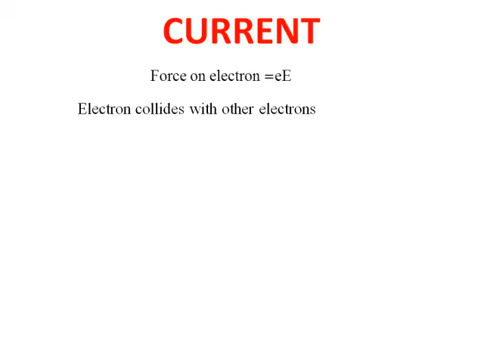 CURRENT
Force on electron =eE
Electron collides with other electrons